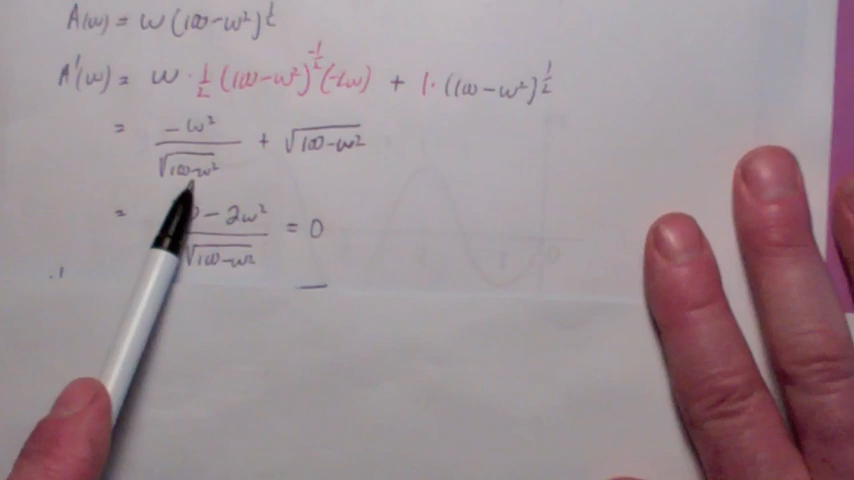 A(w) = w (100-w²)^½
A'(w) = w · ½ (100-w²)^-½ (-2w) + 1 · (100-w²)^½
= -w² / √(100-w²) + √(100-w²)
= 0 - 2w² / √(100-w²) = 0